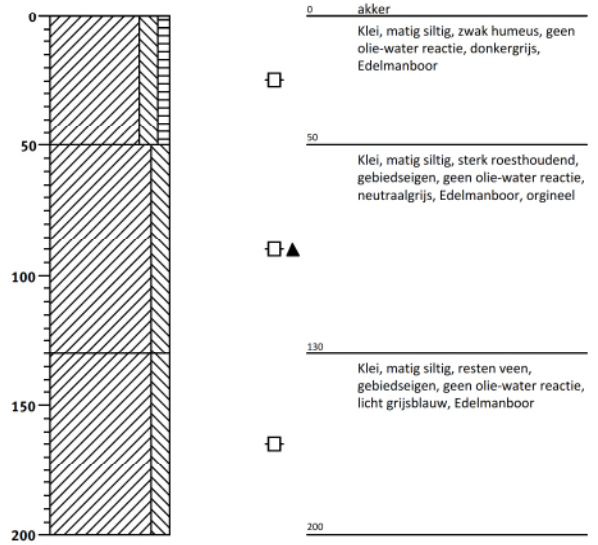 0
50
100
150
200
0 akker
Klei, matig siltig, zwak humeus, geen
olie-water reactie, donkergrijs,
Edelmanboor
50
Klei, matig siltig, sterk roesthoudend,
gebiedseigen, geen olie-water reactie,
neutraalgrijs, Edelmanboor, orgineel
130
Klei, matig siltig, resten veen,
gebiedseigen, geen olie-water reactie,
licht grijsblauw, Edelmanboor
200